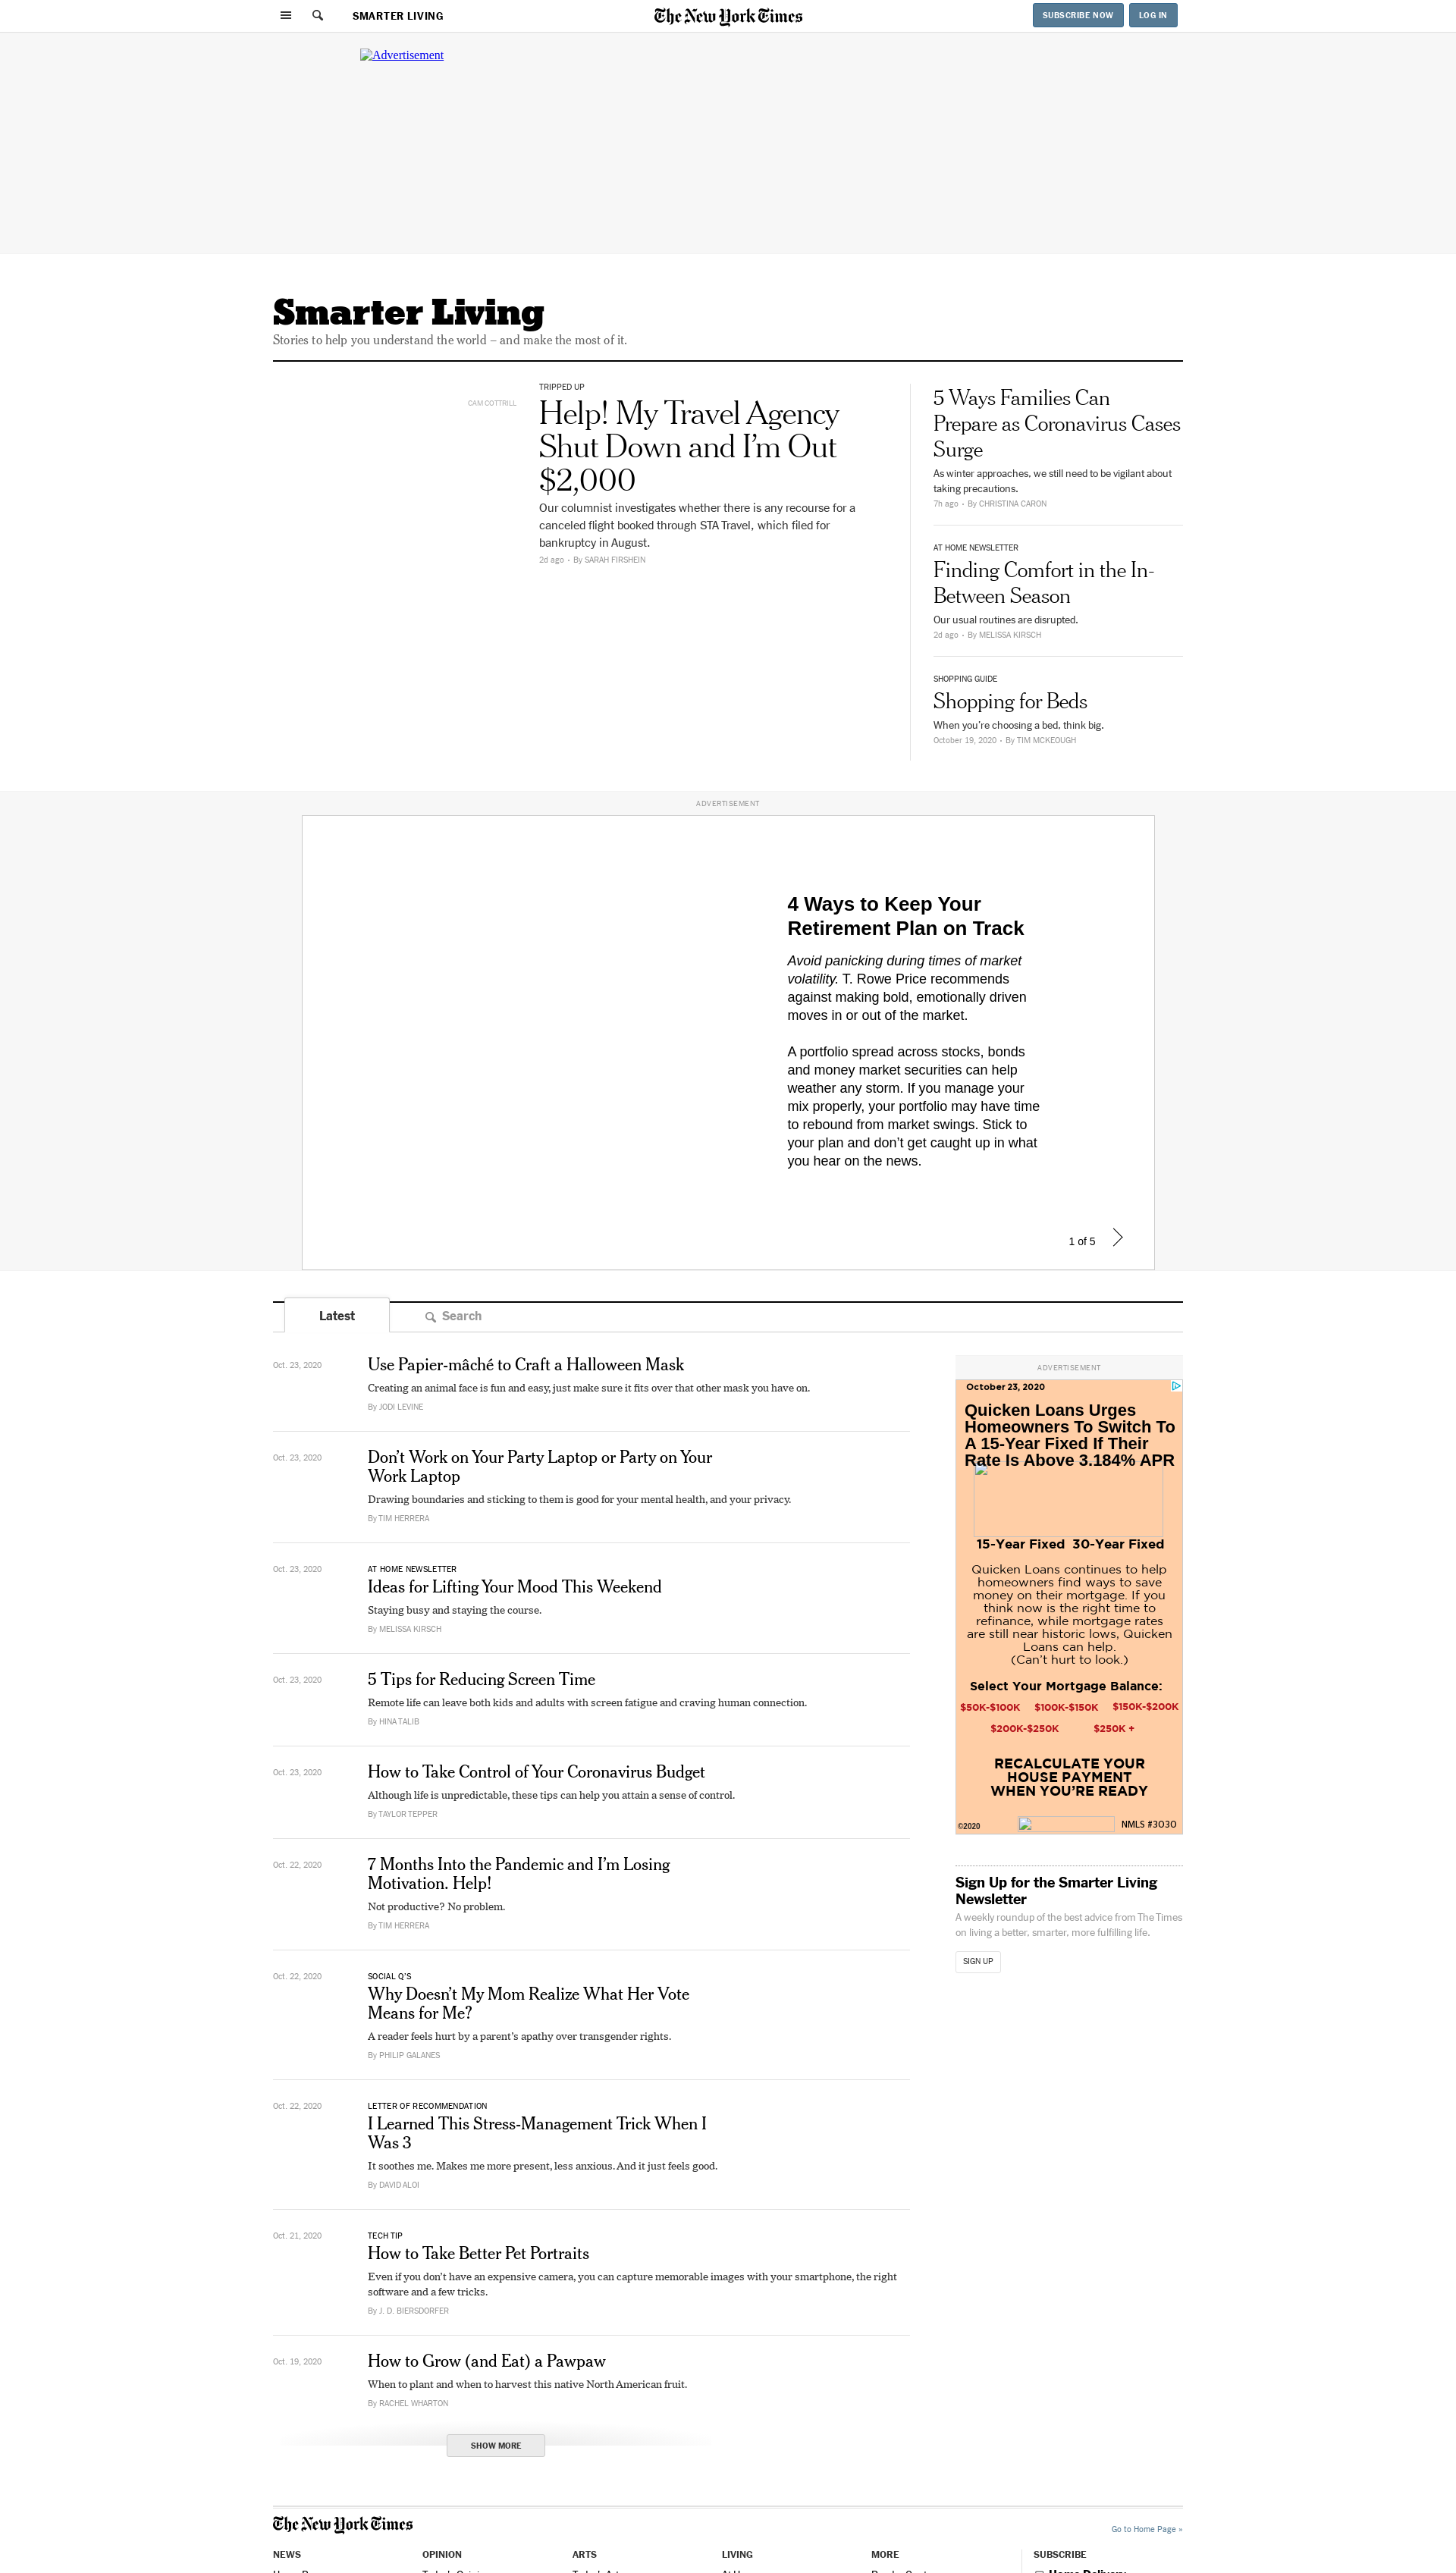 SMARTER LIVING
The New York Times
SUBSCRIBE NOW
LOG IN
Advertisement
Smarter Living
Stories to help you understand the world – and make the most of it.
CAM COTTRILL
TRIPPED UP
Help! My Travel Agency
Shut Down and I’m Out
$2,000
Our columnist investigates whether there is any recourse for a
canceled flight booked through STA Travel, which filed for
bankruptcy in August.
2d ago • By SARAH FIRSHEIN
5 Ways Families Can
Prepare as Coronavirus Cases
Surge
As winter approaches, we still need to be vigilant about
taking precautions.
7h ago • By CHRISTINA CARON
AT HOME NEWSLETTER
Finding Comfort in the In-
Between Season
Our usual routines are disrupted.
2d ago • By MELISSA KIRSCH
SHOPPING GUIDE
Shopping for Beds
When you’re choosing a bed, think big.
October 19, 2020 • By TIM MCKEOUGH
ADVERTISEMENT
4 Ways to Keep Your
Retirement Plan on Track
Avoid panicking during times of market
volatility. T. Rowe Price recommends
against making bold, emotionally driven
moves in or out of the market.
A portfolio spread across stocks, bonds
and money market securities can help
weather any storm. If you manage your
mix properly, your portfolio may have time
to rebound from market swings. Stick to
your plan and don’t get caught up in what
you hear on the news.
1 of 5
Latest
Search
Oct. 23, 2020
Use Papier-mâché to Craft a Halloween Mask
Creating an animal face is fun and easy, just make sure it fits over that other mask you have on.
By JODI LEVINE
Oct. 23, 2020
Don’t Work on Your Party Laptop or Party on Your
Work Laptop
Drawing boundaries and sticking to them is good for your mental health, and your privacy.
By TIM HERRERA
Oct. 23, 2020
AT HOME NEWSLETTER
Ideas for Lifting Your Mood This Weekend
Staying busy and staying the course.
By MELISSA KIRSCH
Oct. 23, 2020
5 Tips for Reducing Screen Time
Remote life can leave both kids and adults with screen fatigue and craving human connection.
By HINA TALIB
Oct. 23, 2020
How to Take Control of Your Coronavirus Budget
Although life is unpredictable, these tips can help you attain a sense of control.
By TAYLOR TEPPER
Oct. 22, 2020
7 Months Into the Pandemic and I’m Losing
Motivation. Help!
Not productive? No problem.
By TIM HERRERA
Oct. 22, 2020
SOCIAL Q’S
Why Doesn’t My Mom Realize What Her Vote
Means for Me?
A reader feels hurt by a parent’s apathy over transgender rights.
By PHILIP GALANES
Oct. 22, 2020
LETTER OF RECOMMENDATION
I Learned This Stress-Management Trick When I
Was 3
It soothes me. Makes me more present, less anxious. And it just feels good.
By DAVID ALOI
Oct. 21, 2020
TECH TIP
How to Take Better Pet Portraits
Even if you don’t have an expensive camera, you can capture memorable images with your smartphone, the right
software and a few tricks.
By J. D. BIERSDORFER
Oct. 19, 2020
How to Grow (and Eat) a Pawpaw
When to plant and when to harvest this native North American fruit.
By RACHEL WHARTON
SHOW MORE
ADVERTISEMENT
October 23, 2020
Quicken Loans Urges
Homeowners To Switch To
A 15-Year Fixed If Their
Rate Is Above 3.184% APR
15-Year Fixed 30-Year Fixed
Quicken Loans continues to help
homeowners find ways to save
money on their mortgage. If you
think now is the right time to
refinance, while mortgage rates
are still near historic lows, Quicken
Loans can help.
(Can’t hurt to look.)
Select Your Mortgage Balance:
$50K-$100K $100K-$150K $150K-$200K
$200K-$250K $250K +
RECALCULATE YOUR
HOUSE PAYMENT
WHEN YOU’RE READY
©2020
NMLS #3030
Sign Up for the Smarter Living
Newsletter
A weekly roundup of the best advice from The Times
on living a better, smarter, more fulfilling life.
SIGN UP
The New York Times
Go to Home Page »
NEWS
OPINION
ARTS
LIVING
MORE
SUBSCRIBE